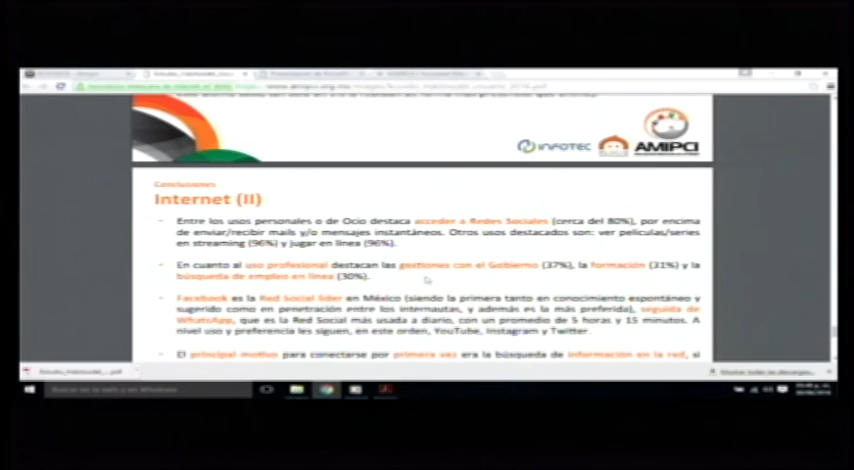 INFOTEC
AMIPCI
Conclusiones
Internet (II)
- Entre los usos personales o de Ocio destaca acceder a Redes Sociales (cerca del 80%), por encima
de enviar/recibir mails y/o mensajes instantáneos. Otros usos destacados son: ver películas/series
en streaming (96%) y jugar en línea (96%).
- En cuanto al uso profesional destacan las gestiones con el Gobierno (37%), la formación (31%) y la
búsqueda de empleo en línea (30%).
- Facebook es la Red Social líder en México (siendo la primera tanto en conocimiento espontáneo y
sugerido como en penetración entre los internautas, y además es la más preferida), seguida de
WhatsApp, que es la Red Social más usada a diario, con un promedio de 5 horas y 15 minutos. A
nivel uso y preferencia les siguen, en este orden, YouTube, Instagram y Twitter.
- El principal motivo para conectarse por primera vez era la búsqueda de información en la red, si
Buscar en la web y en Windows